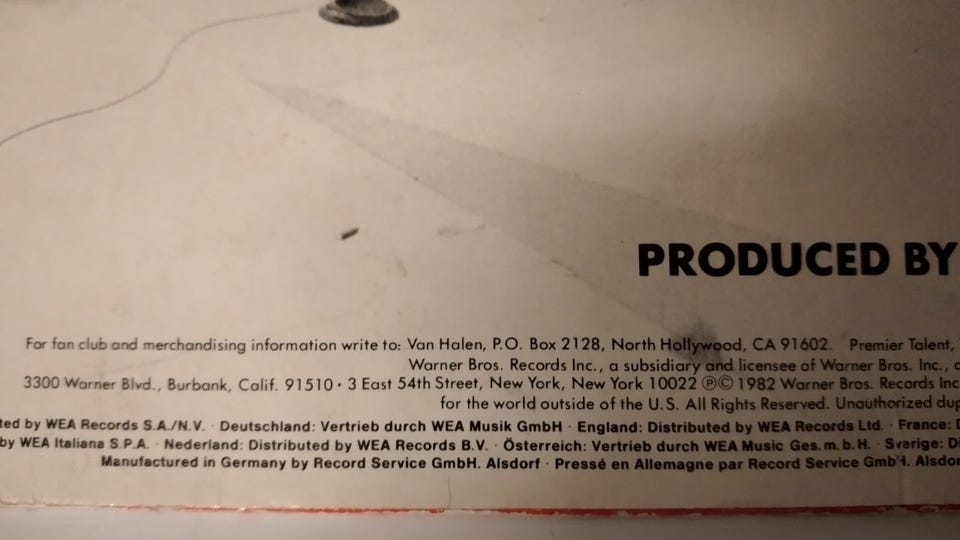 PRODUCED BY
For fan club and merchandising information write to: Van Halen, P.O. Box 2128, North Hollywood, CA 91602. Premier Talent,
Warner Bros. Records Inc., a subsidiary and licensee of Warner Bros. Inc.,
3300 Warner Blvd., Burbank, Calif. 91510 · 3 East 54th Street, New York, New York 10022 ℗© 1982 Warner Bros. Records Inc
for the world outside of the U.S. All Rights Reserved. Unauthorized dup
ted by WEA Records S.A./N.V. · Deutschland: Vertrieb durch WEA Musik GmbH · England: Distributed by WEA Records Ltd. · France: D
by WEA Italiana S.P.A. · Nederland: Distributed by WEA Records B.V. · Österreich: Vertrieb durch WEA Music Ges.m.b.H. · Sverige: Di
Manufactured in Germany by Record Service GmbH. Alsdorf · Pressé en Allemagne par Record Service GmbH. Alsdor